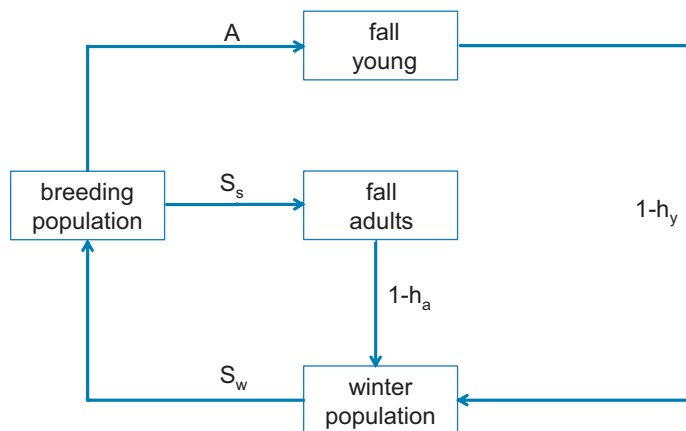 A
fall
young
breeding
population
S_s
fall
adults
1-h_y
1-h_a
S_w
winter
population